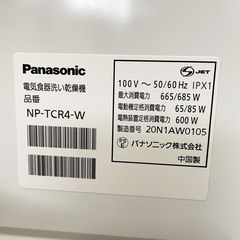 Panasonic
電気食器洗い乾燥機
品番
NP-TCR4-W
JET
100 V～50/60 Hz IPX1
定格消費電力 665/685 W
電動機定格消費電力 65/85 W
電熱装置定格消費電力 600 W
製造番号 20N1AW0105
パナソニック株式会社
中国製